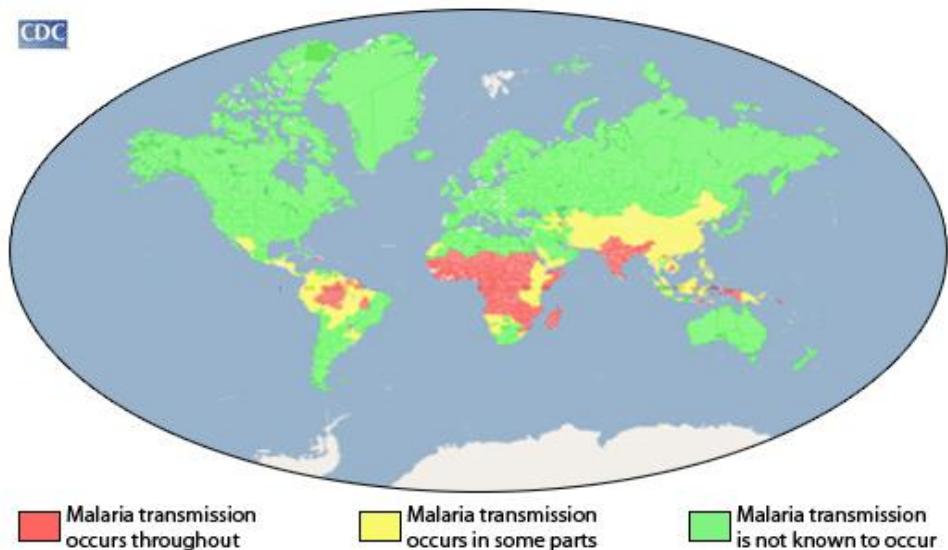 CDC
Malaria transmission
occurs throughout
Malaria transmission
occurs in some parts
Malaria transmission
is not known to occur